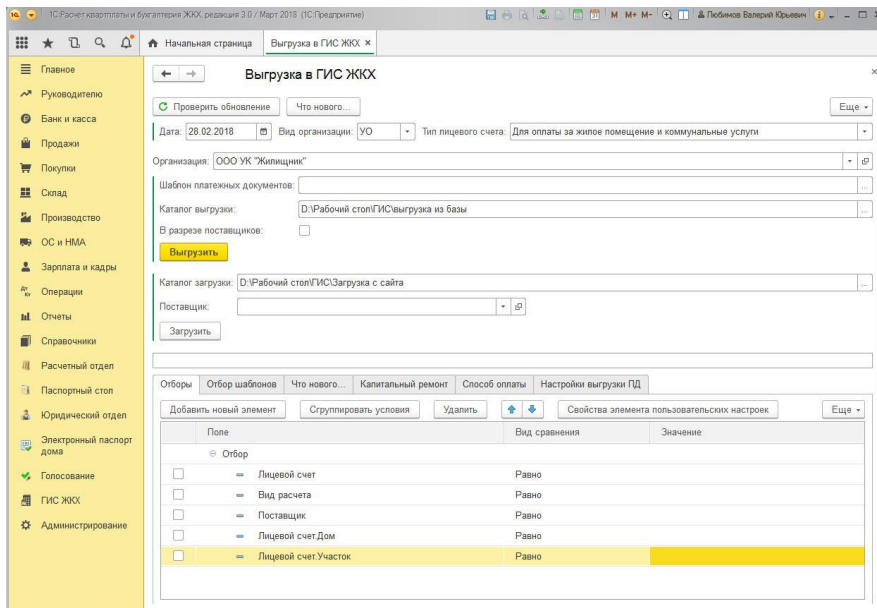 1С:Расчет квартплаты и бухгалтерия ЖКХ, редакция 3.0 / Март 2018 (1С:Предприятие) M M+ M- Любимов Валерий Юрьевич
Начальная страница Выгрузка в ГИС ЖКХ ×
Главное
Руководителю
Банк и касса
Продажи
Покупки
Склад
Производство
ОС и НМА
Зарплата и кадры
Дт Кт Операции
Отчеты
Справочники
Расчетный отдел
Паспортный стол
Юридический отдел
Электронный паспорт
дома
Голосование
ГИС ЖКХ
Администрирование
Выгрузка в ГИС ЖКХ
Проверить обновление Что нового... Еще
Дата: 28.02.2018 Вид организации: УО Тип лицевого счета: Для оплаты за жилое помещение и коммунальные услуги
Организация: ООО УК "Жилищник"
Шаблон платежных документов: ...
Каталог выгрузки: D:\Рабочий стол\ГИС\выгрузка из базы ...
В разрезе поставщиков:
Выгрузить
Каталог загрузки: D:\Рабочий стол\ГИС\Загрузка с сайта ...
Поставщик:
Загрузить
Отборы Отбор шаблонов Что нового... Капитальный ремонт Способ оплаты Настройки выгрузки ПД
Добавить новый элемент Сгруппировать условия Удалить Свойства элемента пользовательских настроек Еще
Поле Вид сравнения Значение
Отбор
Лицевой счет Равно
Вид расчета Равно
Поставщик Равно
Лицевой счет.Дом Равно
Лицевой счет.Участок Равно